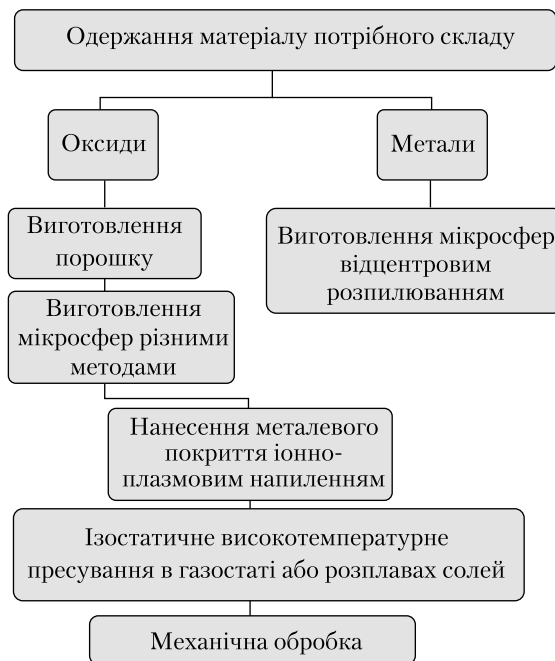 Одержання матеріалу потрібного складу
Оксиди
Метали
Виготовлення
порошку
Виготовлення мікросфер
відцентровим
розпилюванням
Виготовлення
мікросфер різними
методами
Нанесення металевого
покриття іонно-
плазмовим напиленням
Ізостатичне високотемпературне
пресування в газостаті або розплавах солей
Механічна обробка